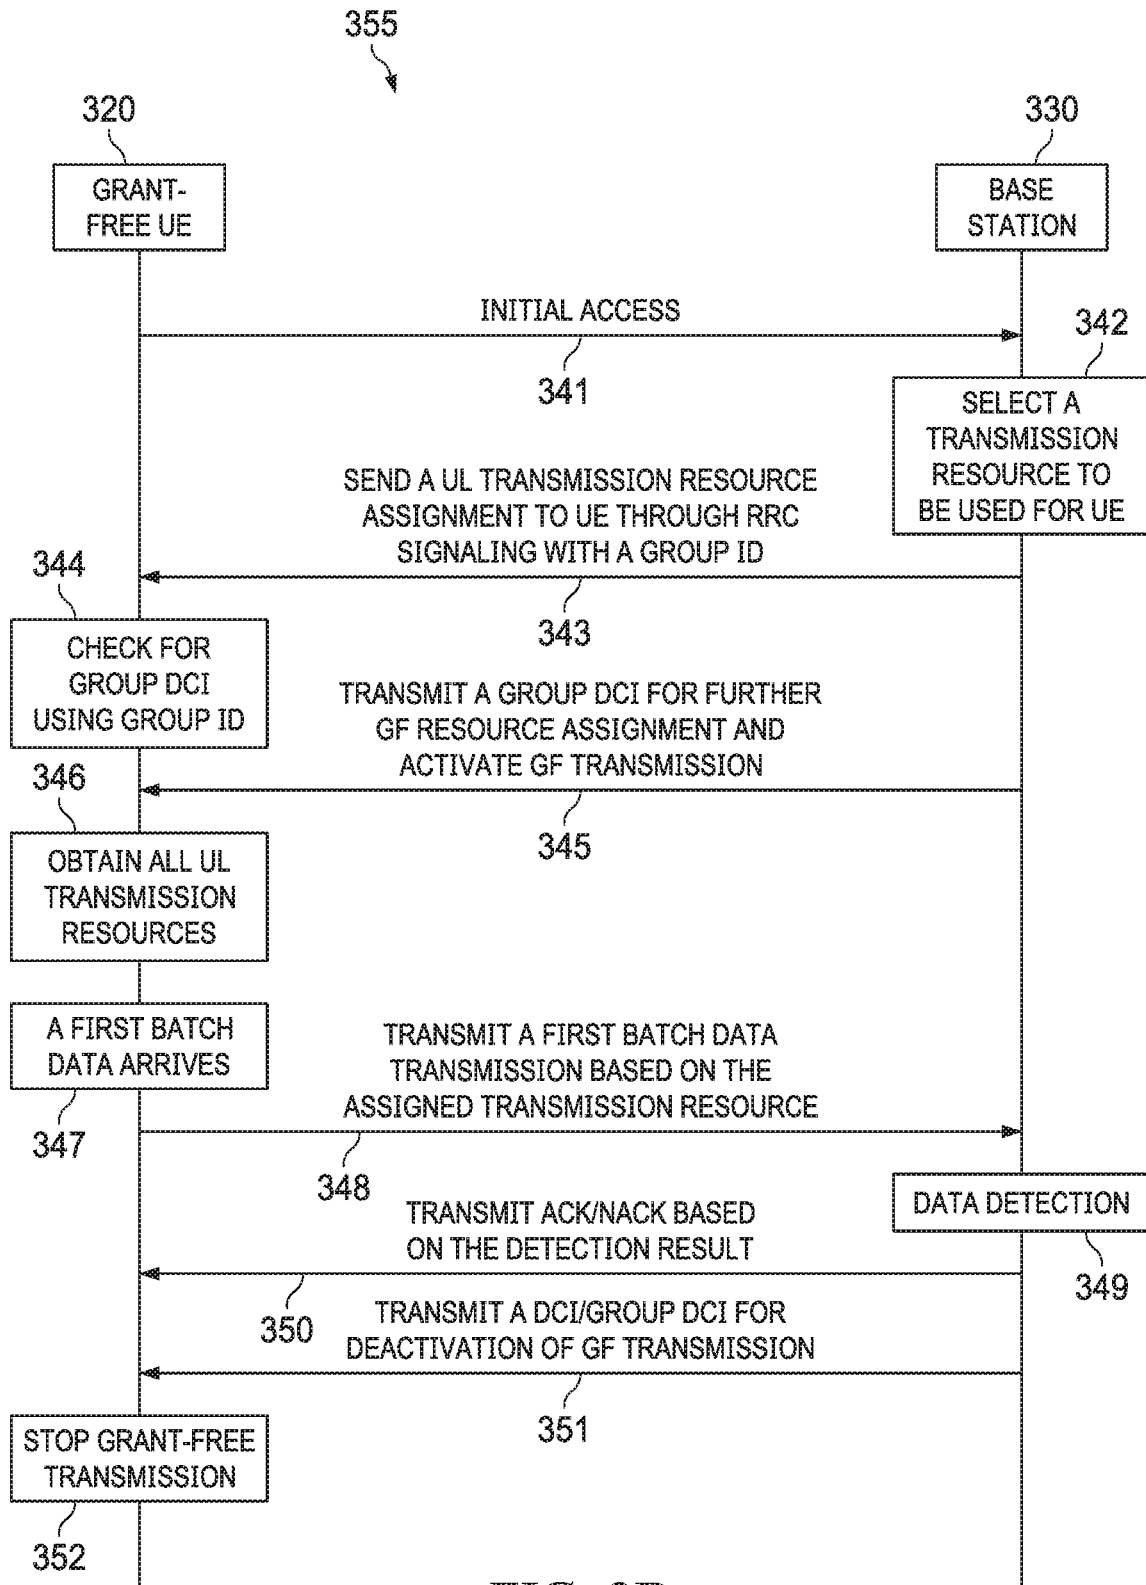 355
320
330
GRANT-
FREE UE
BASE
STATION
INITIAL ACCESS
341
342
SELECT A
TRANSMISSION
RESOURCE TO
BE USED FOR UE
SEND A UL TRANSMISSION RESOURCE
ASSIGNMENT TO UE THROUGH RRC
SIGNALING WITH A GROUP ID
343
344
CHECK FOR
GROUP DCI
USING GROUP ID
TRANSMIT A GROUP DCI FOR FURTHER
GF RESOURCE ASSIGNMENT AND
ACTIVATE GF TRANSMISSION
345
346
OBTAIN ALL UL
TRANSMISSION
RESOURCES
A FIRST BATCH
DATA ARRIVES
347
TRANSMIT A FIRST BATCH DATA
TRANSMISSION BASED ON THE
ASSIGNED TRANSMISSION RESOURCE
348
DATA DETECTION
349
TRANSMIT ACK/NACK BASED
ON THE DETECTION RESULT
350
TRANSMIT A DCI/GROUP DCI FOR
DEACTIVATION OF GF TRANSMISSION
351
STOP GRANT-FREE
TRANSMISSION
352